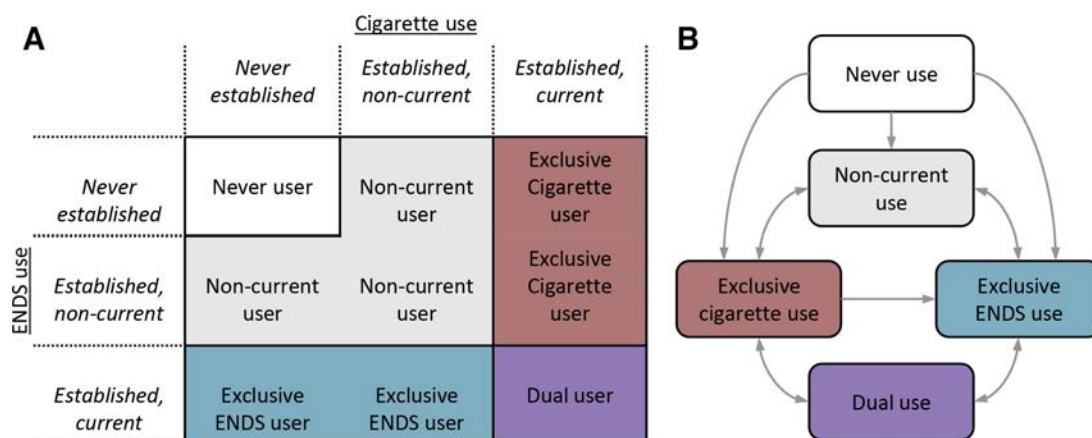 A
Cigarette use
Never
established
Established,
non-current
Established,
current
ENDS use
Never
established
Never user
Non-current
user
Exclusive
Cigarette
user
Established,
non-current
Non-current
user
Non-current
user
Exclusive
Cigarette
user
Established,
current
Exclusive
ENDS user
Exclusive
ENDS user
Dual user
B
Never use
Non-current
use
Exclusive
cigarette use
Exclusive
ENDS use
Dual use